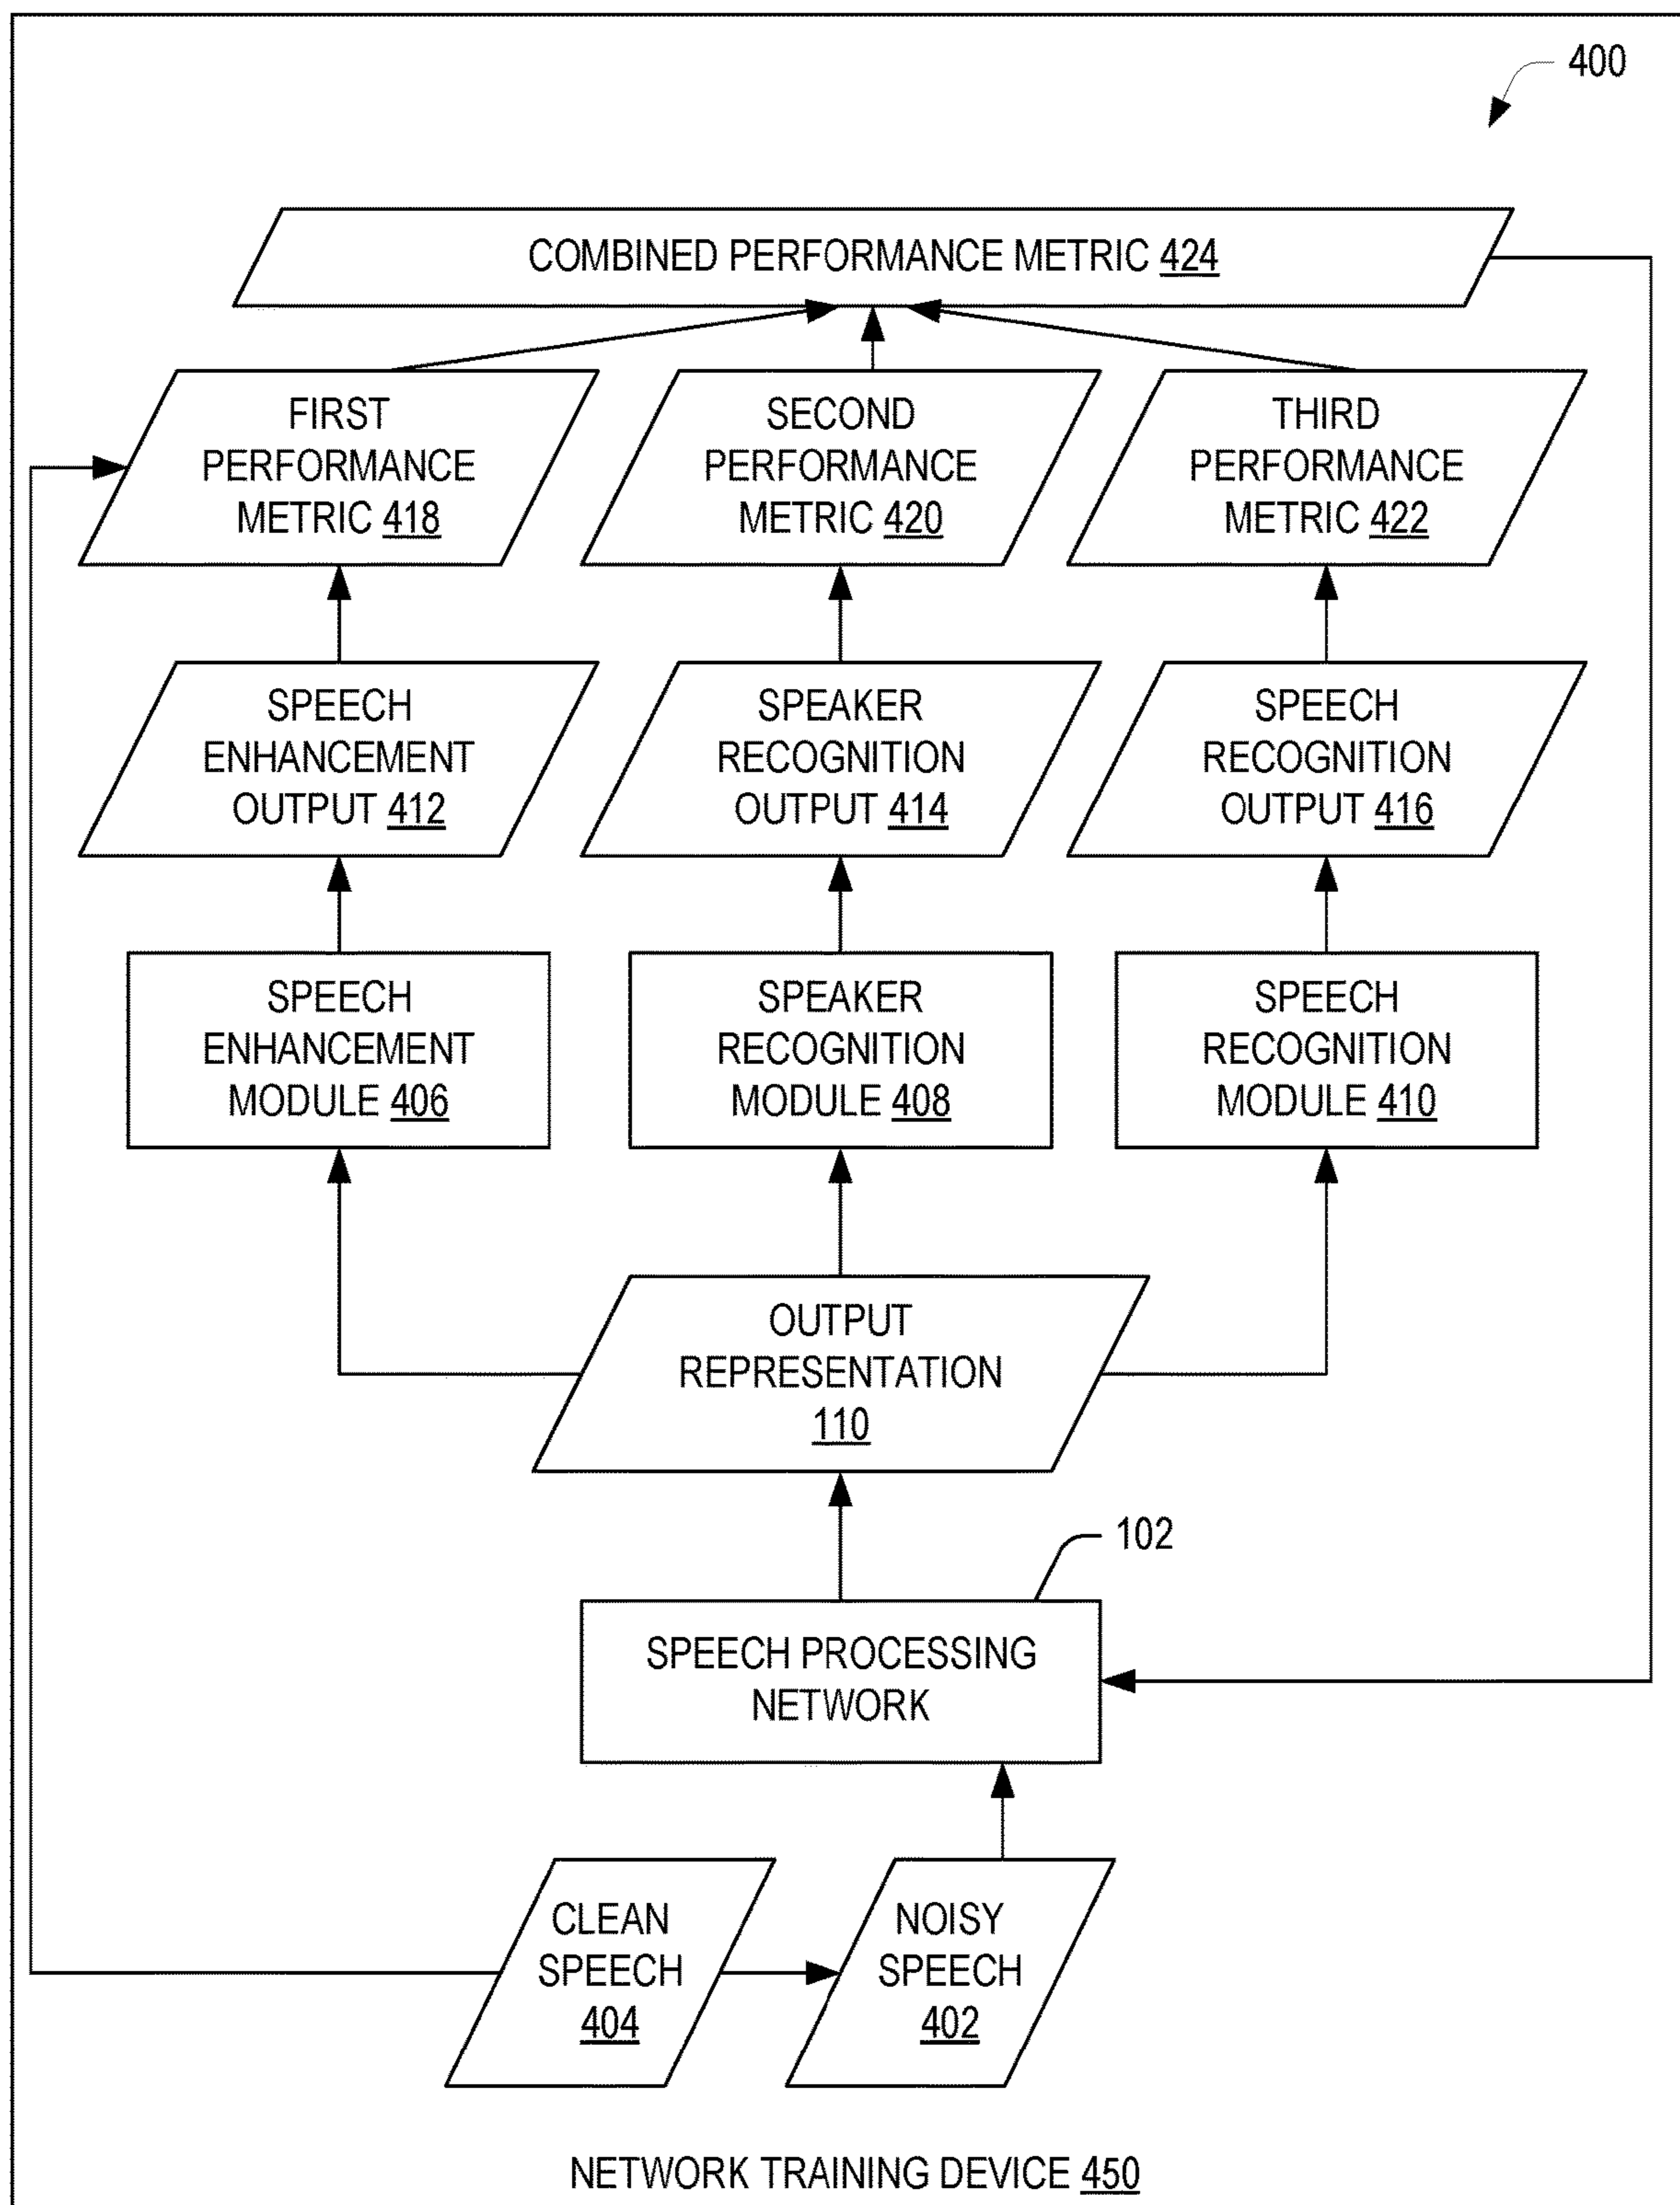 400
COMBINED PERFORMANCE METRIC 424
FIRST
PERFORMANCE
METRIC 418
SECOND
PERFORMANCE
METRIC 420
THIRD
PERFORMANCE
METRIC 422
SPEECH
ENHANCEMENT
OUTPUT 412
SPEAKER
RECOGNITION
OUTPUT 414
SPEECH
RECOGNITION
OUTPUT 416
SPEECH
ENHANCEMENT
MODULE 406
SPEAKER
RECOGNITION
MODULE 408
SPEECH
RECOGNITION
MODULE 410
OUTPUT
REPRESENTATION
110
102
SPEECH PROCESSING
NETWORK
CLEAN
SPEECH
404
NOISY
SPEECH
402
NETWORK TRAINING DEVICE 450